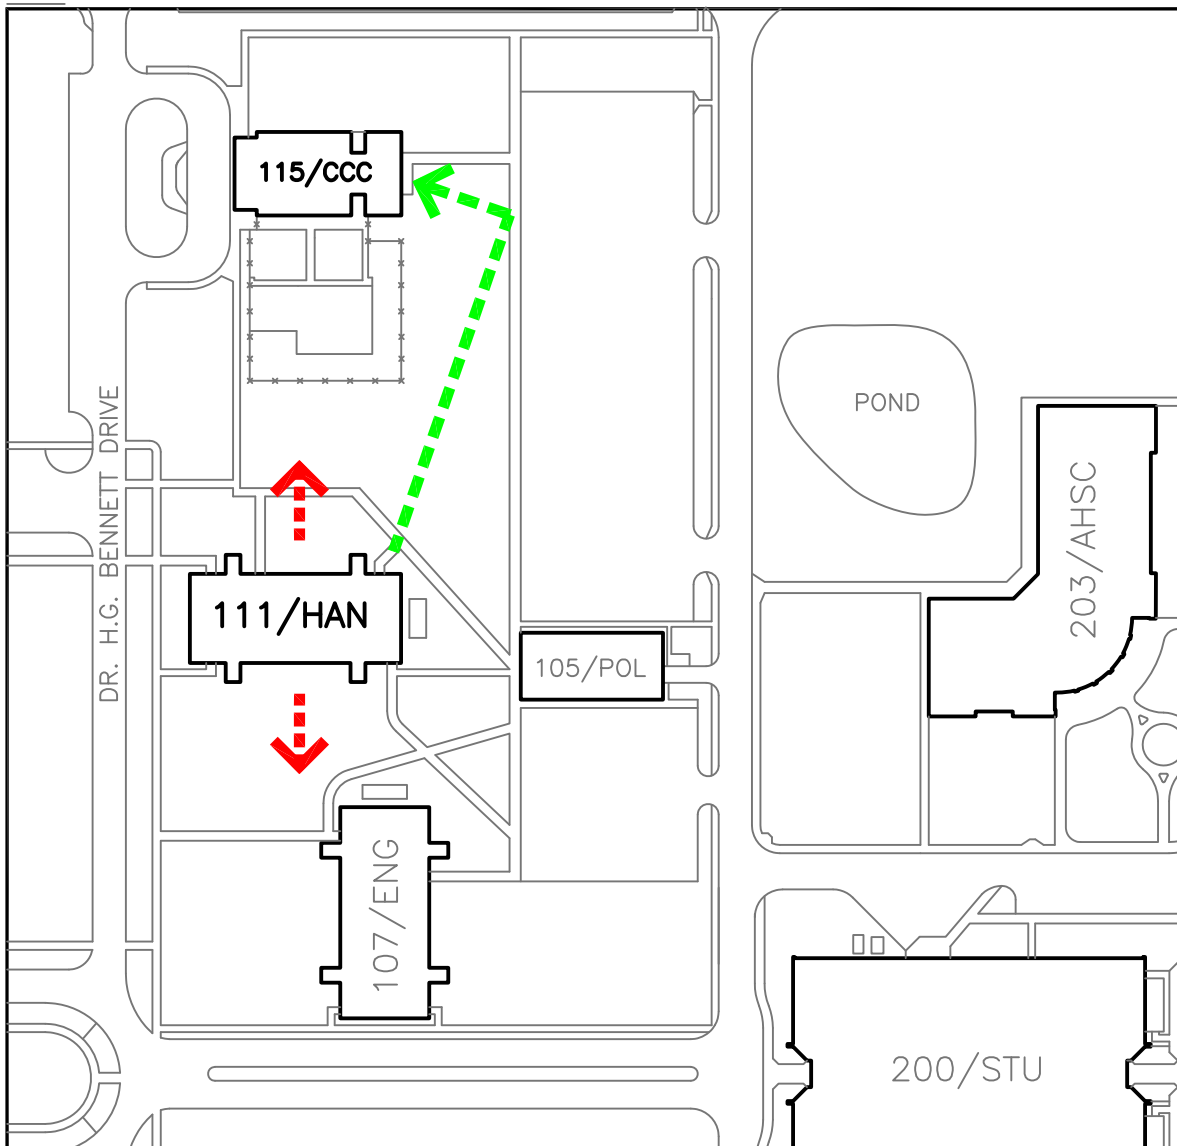 115/CCC
POND
DR. H.G. BENNETT DRIVE
203/AHSC
111/HAN
105/POL
107/ENG
200/STU